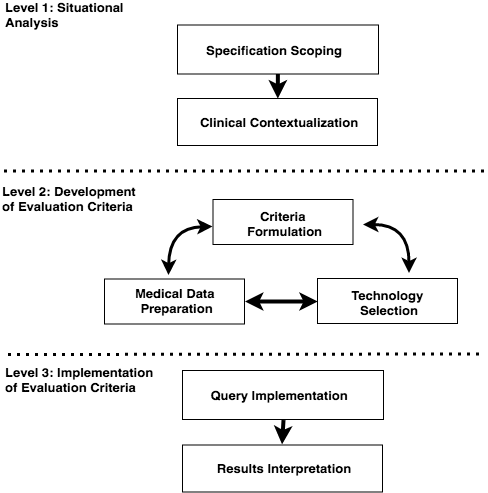 Level 1: Situational
Analysis
Specification Scoping
Clinical Contextualization
Level 2: Development
of Evaluation Criteria
Criteria
Formulation
Medical Data
Preparation
Technology
Selection
Level 3: Implementation
of Evaluation Criteria
Query Implementation
Results Interpretation